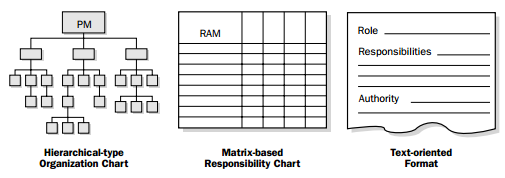 PM
Hierarchical-type
Organization Chart
RAM
Matrix-based
Responsibility Chart
Role
Responsibilities
Authority
Text-oriented
Format